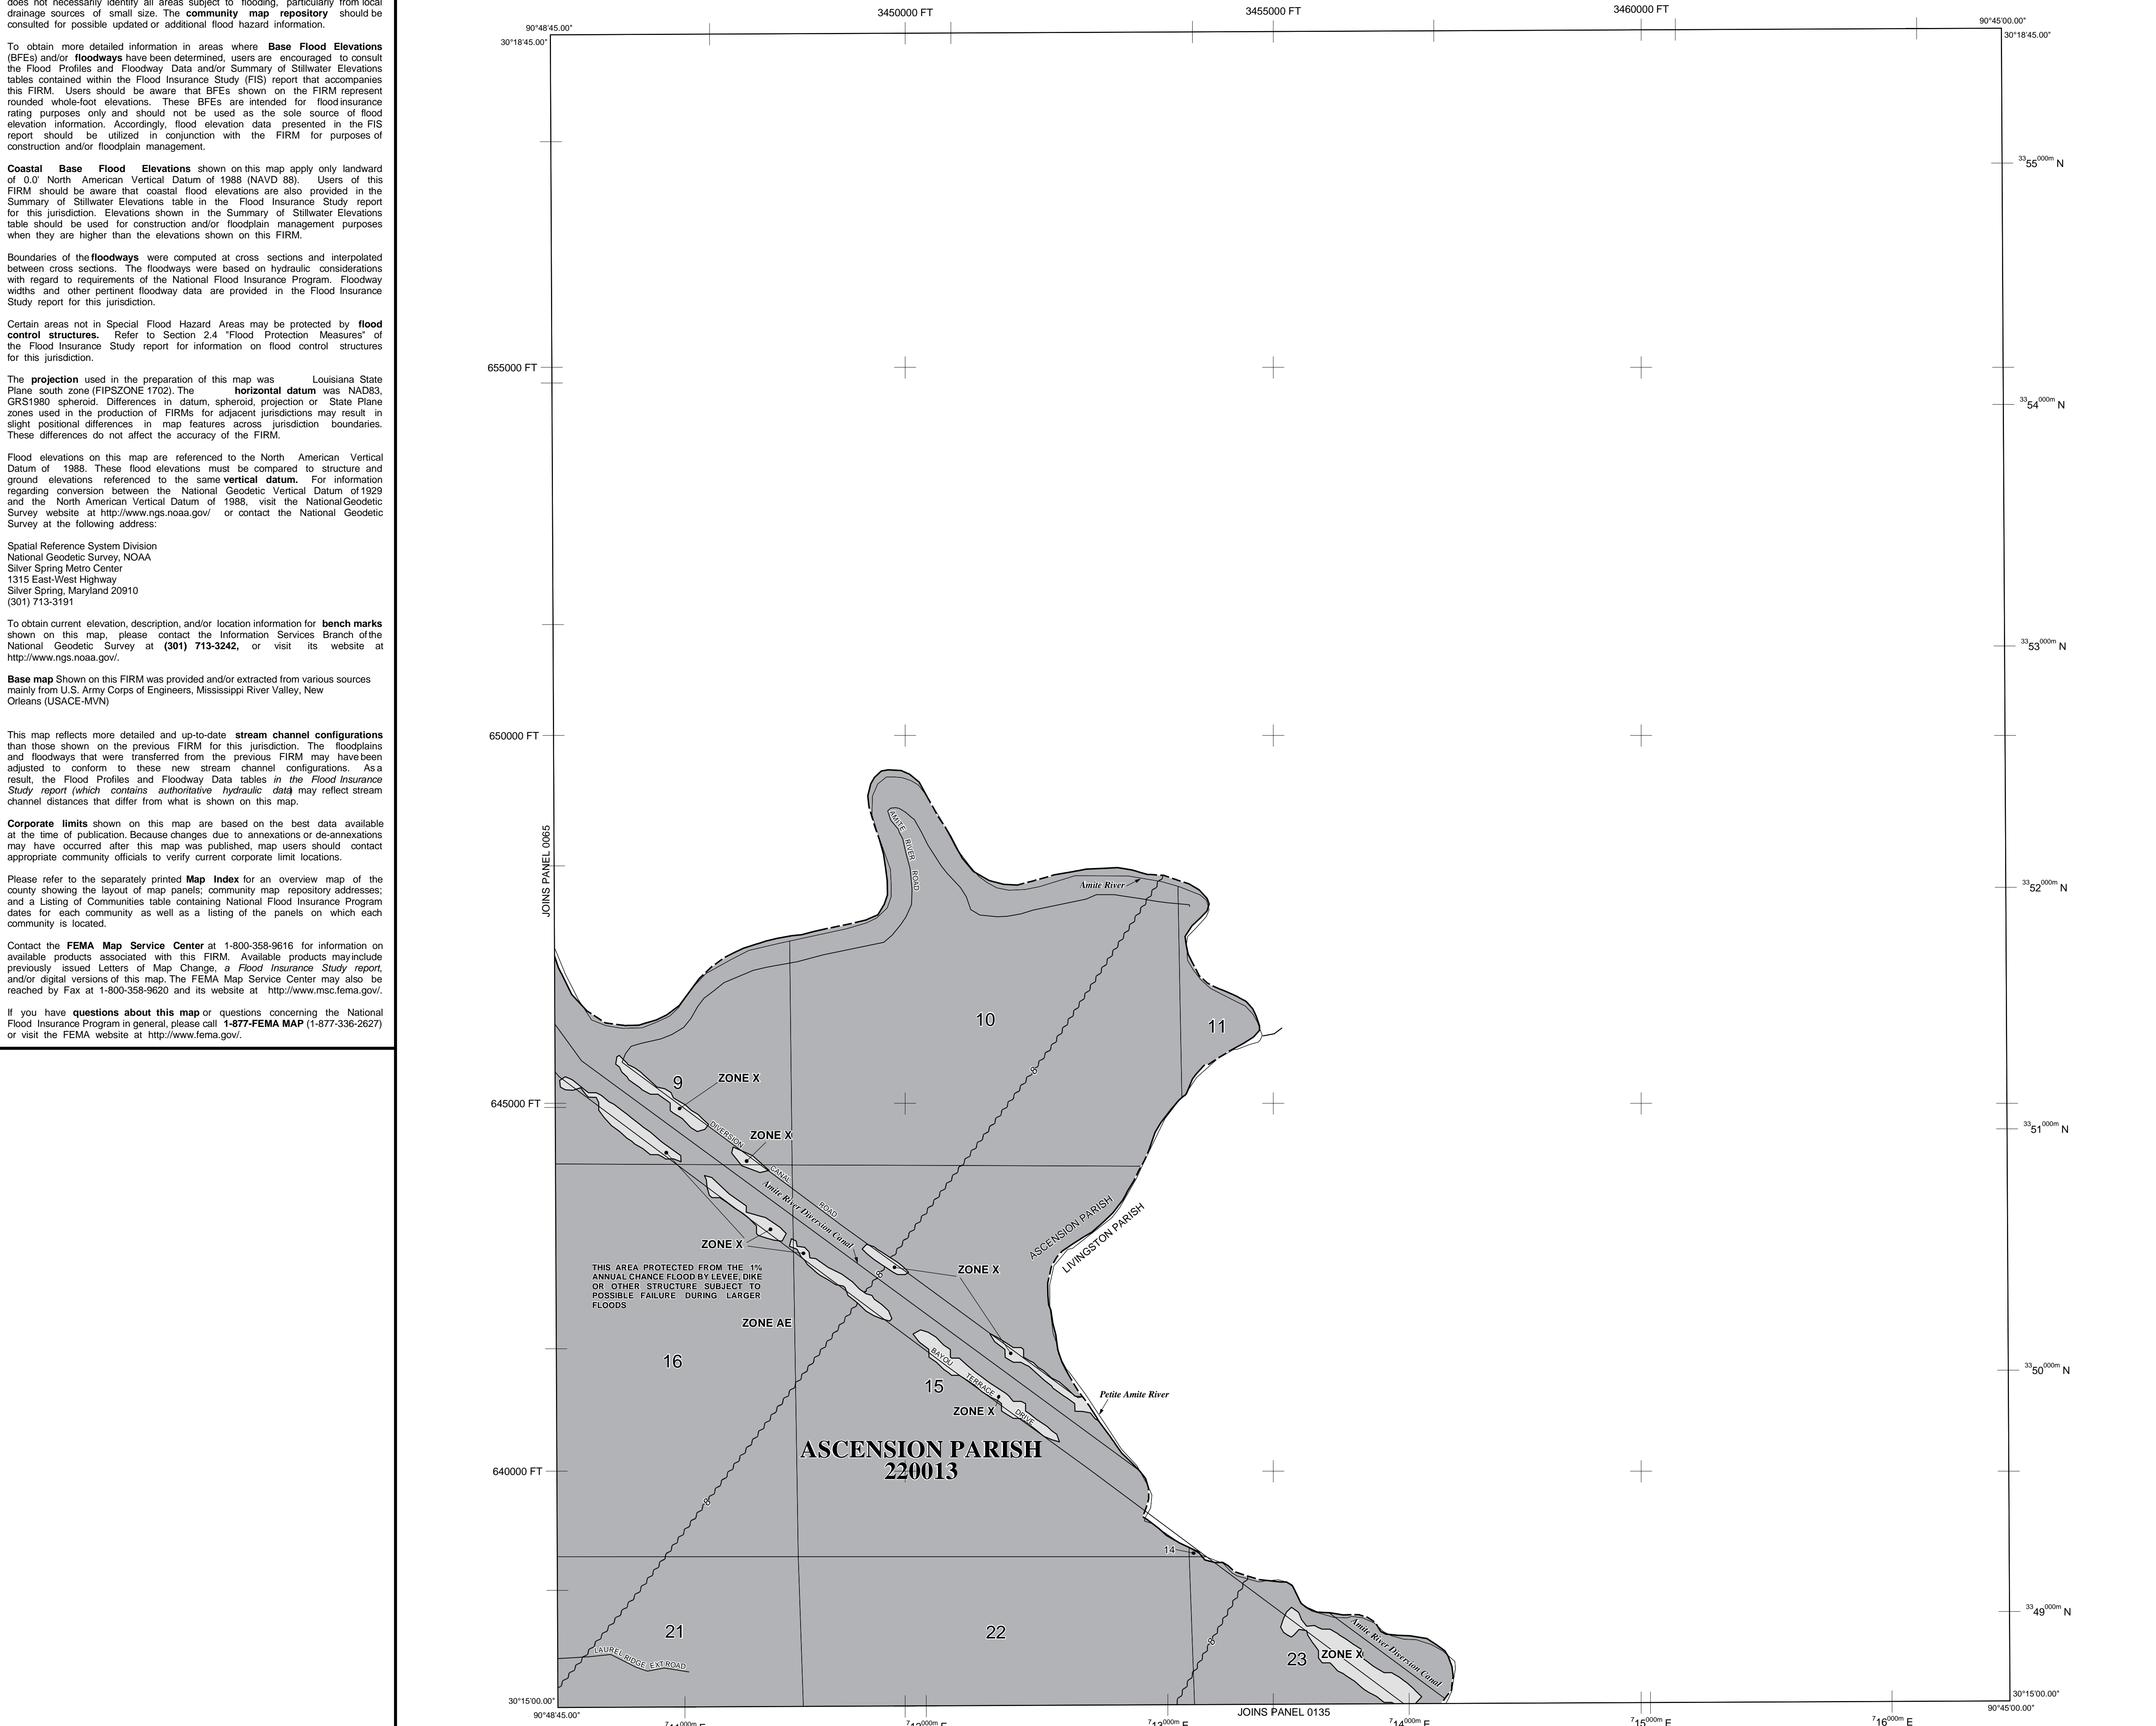 does not necessarily identify all areas subject to flooding, particularly from local
drainage sources of small size. The community map repository should be
consulted for possible updated or additional flood hazard information.
To obtain more detailed information in areas where Base Flood Elevations
(BFEs) and/or floodways have been determined, users are encouraged to consult
the Flood Profiles and Floodway Data and/or Summary of Stillwater Elevations
tables contained within the Flood Insurance Study (FIS) report that accompanies
this FIRM. Users should be aware that BFEs shown on the FIRM represent
rounded whole-foot elevations. These BFEs are intended for flood insurance
rating purposes only and should not be used as the sole source of flood
elevation information. Accordingly, flood elevation data presented in the FIS
report should be utilized in conjunction with the FIRM for purposes of
construction and/or floodplain management.
Coastal Base Flood Elevations shown on this map apply only landward
of 0.0' North American Vertical Datum of 1988 (NAVD 88). Users of this
FIRM should be aware that coastal flood elevations are also provided in the
Summary of Stillwater Elevations table in the Flood Insurance Study report
for this jurisdiction. Elevations shown in the Summary of Stillwater Elevations
table should be used for construction and/or floodplain management purposes
when they are higher than the elevations shown on this FIRM.
Boundaries of the floodways were computed at cross sections and interpolated
between cross sections. The floodways were based on hydraulic considerations
with regard to requirements of the National Flood Insurance Program. Floodway
widths and other pertinent floodway data are provided in the Flood Insurance
Study report for this jurisdiction.
Certain areas not in Special Flood Hazard Areas may be protected by flood
control structures. Refer to Section 2.4 "Flood Protection Measures" of
the Flood Insurance Study report for information on flood control structures
for this jurisdiction.
The projection used in the preparation of this map was Louisiana State
Plane south zone (FIPSZONE 1702). The horizontal datum was NAD83,
GRS1980 spheroid. Differences in datum, spheroid, projection or State Plane
zones used in the production of FIRMs for adjacent jurisdictions may result in
slight positional differences in map features across jurisdiction boundaries.
These differences do not affect the accuracy of the FIRM.
Flood elevations on this map are referenced to the North American Vertical
Datum of 1988. These flood elevations must be compared to structure and
ground elevations referenced to the same vertical datum. For information
regarding conversion between the National Geodetic Vertical Datum of 1929
and the North American Vertical Datum of 1988, visit the National Geodetic
Survey website at http://www.ngs.noaa.gov/ or contact the National Geodetic
Survey at the following address:
Spatial Reference System Division
National Geodetic Survey, NOAA
Silver Spring Metro Center
1315 East-West Highway
Silver Spring, Maryland 20910
(301) 713-3191
To obtain current elevation, description, and/or location information for bench marks
shown on this map, please contact the Information Services Branch of the
National Geodetic Survey at (301) 713-3242, or visit its website at
http://www.ngs.noaa.gov/.
Base map Shown on this FIRM was provided and/or extracted from various sources
mainly from U.S. Army Corps of Engineers, Mississippi River Valley, New
Orleans (USACE-MVN)
This map reflects more detailed and up-to-date stream channel configurations
than those shown on the previous FIRM for this jurisdiction. The floodplains
and floodways that were transferred from the previous FIRM may have been
adjusted to conform to these new stream channel configurations. As a
result, the Flood Profiles and Floodway Data tables in the Flood Insurance
Study report (which contains authoritative hydraulic data) may reflect stream
channel distances that differ from what is shown on this map.
Corporate limits shown on this map are based on the best data available
at the time of publication. Because changes due to annexations or de-annexations
may have occurred after this map was published, map users should contact
appropriate community officials to verify current corporate limit locations.
Please refer to the separately printed Map Index for an overview map of the
county showing the layout of map panels; community map repository addresses;
and a Listing of Communities table containing National Flood Insurance Program
dates for each community as well as a listing of the panels on which each
community is located.
Contact the FEMA Map Service Center at 1-800-358-9616 for information on
available products associated with this FIRM. Available products may include
previously issued Letters of Map Change, a Flood Insurance Study report,
and/or digital versions of this map. The FEMA Map Service Center may also be
reached by Fax at 1-800-358-9620 and its website at http://www.msc.fema.gov/.
If you have questions about this map or questions concerning the National
Flood Insurance Program in general, please call 1-877-FEMA MAP (1-877-336-2627)
or visit the FEMA website at http://www.fema.gov/.
3450000 FT
3455000 FT
3460000 FT
90°48'45.00"
30°18'45.00"
90°45'00.00"
30°18'45.00"
3355000m N
655000 FT
3354000m N
3353000m N
650000 FT
JOINS PANEL 0065
AMITE RIVER ROAD
Amite River
3352000m N
10
11
9
ZONE X
645000 FT
8
3351000m N
DIVERSION CANAL ROAD
ZONE X
Amite River Diversion Canal
ASCENSION PARISH
LIVINGSTON PARISH
ZONE X
ZONE X
8
THIS AREA PROTECTED FROM THE 1%
ANNUAL CHANCE FLOOD BY LEVEE, DIKE
OR OTHER STRUCTURE SUBJECT TO
POSSIBLE FAILURE DURING LARGER
FLOODS
ZONE AE
16
15
BAYOU TERRACE DRIVE
ZONE X
Petite Amite River
3350000m N
ASCENSION PARISH
220013
640000 FT
8
14
3349000m N
21
22
8
23
ZONE X
Amite River Diversion Canal
LAUREL RIDGE EXT ROAD
30°15'00.00"
90°48'45.00"
30°15'00.00"
90°45'00.00"
JOINS PANEL 0135
711000m E
712000m E
713000m E
714000m E
715000m E
716000m E